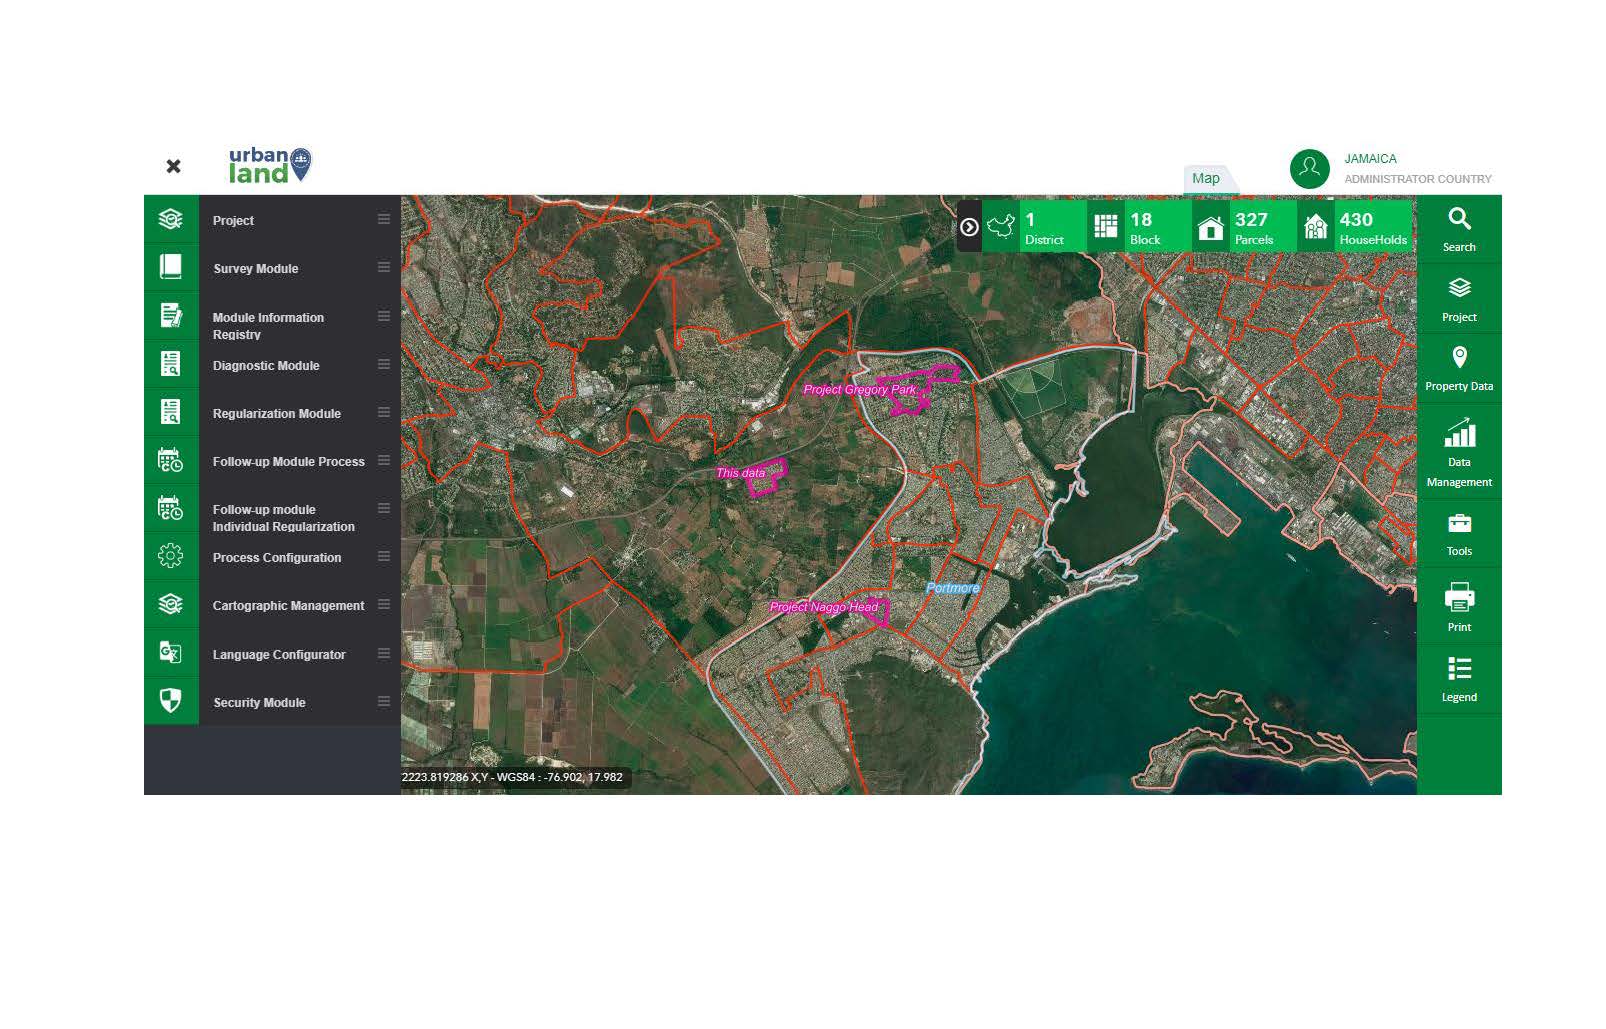 urban
land
Map
JAMAICA
ADMINISTRATOR COUNTRY
Project
Survey Module
Module Information
Registry
Diagnostic Module
Regularization Module
Follow-up Module Process
Follow-up module
Individual Regularization
Process Configuration
Cartographic Management
Language Configurator
Security Module
1
District
18
Block
327
Parcels
430
HouseHolds
Project Gregory Park
This data
Portmore
Project Naggo Head
2223.819286 X,Y - WGS84 : -76.902, 17.982
Search
Project
Property Data
Data
Management
Tools
Print
Legend